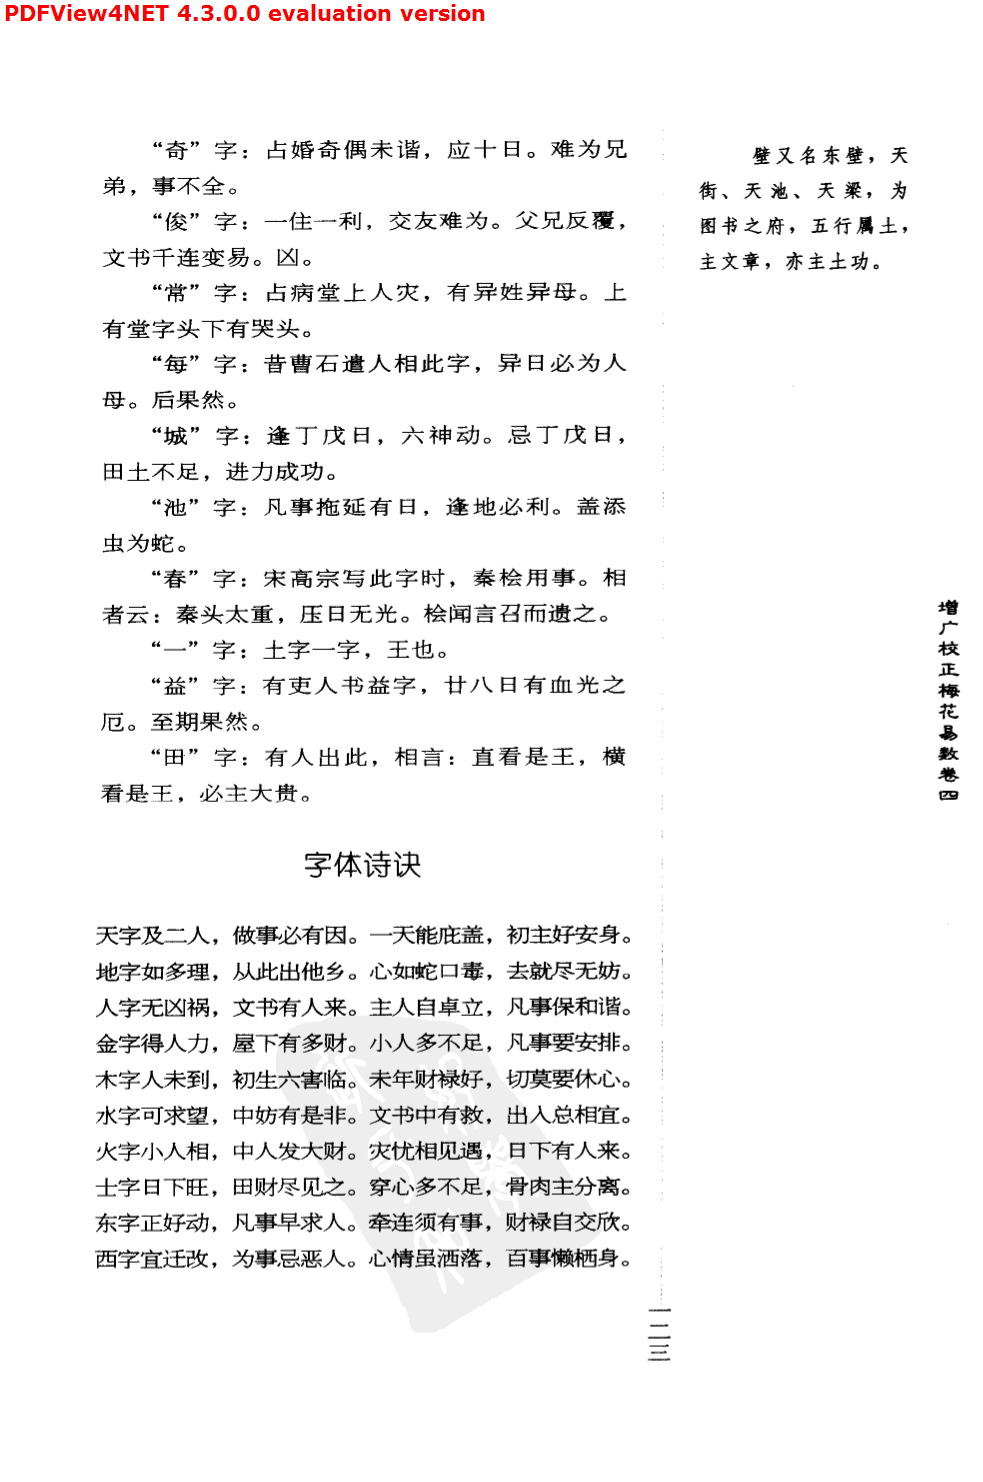 PDFView4NET 4.3.0.0 evaluation version
“奇”字：占婚奇偶未谐，应十日。难为兄
弟，事不全。
“俊”字：一住一利，交友难为。父兄反覆，
文书千连变易。凶。
“常”字：占病堂上人灾，有异姓异母。上
有堂字头下有哭头。
“每”字：昔曹石遣人相此字，异日必为人
母。后果然。
“城”字：逢丁戊日，六神动。忌丁戊日，
田土不足，进力成功。
“池”字：凡事拖延有日，逢地必利。盖添
虫为蛇。
“春”字：宋高宗写此字时，秦桧用事。相
者云：秦头太重，压日无光。桧闻言召而遗之。
“一”字：土字一字，王也。
“益”字：有吏人书益字，廿八日有血光之
厄。至期果然。
“田”字：有人出此，相言：直看是王，横
看是王，必主大贵。
字体诗诀
天字及二人，做事必有因。一天能庇盖，初主好安身。
地字如多理，从此出他乡。心如蛇口毒，去就尽无妨。
人字无凶祸，文书有人来。主人自卓立，凡事保和谐。
金字得人力，屋下有多财。小人多不足，凡事要安排。
木字人未到，初生六害临。未年财禄好，切莫要休心。
水字可求望，中妨有是非。文书中有救，出入总相宜。
火字小人相，中人发大财。灾忧相见遇，日下有人来。
士字日下旺，田财尽见之。穿心多不足，骨肉主分离。
东字正好动，凡事早求人。牵连须有事，财禄自交欣。
西字宜迁改，为事忌恶人。心情虽洒落，百事懒栖身。
壁又名东壁，天
街、天池、天梁，为
图书之府，五行属土，
主文章，亦主土功。
增广校正梅花易数卷四
一二三